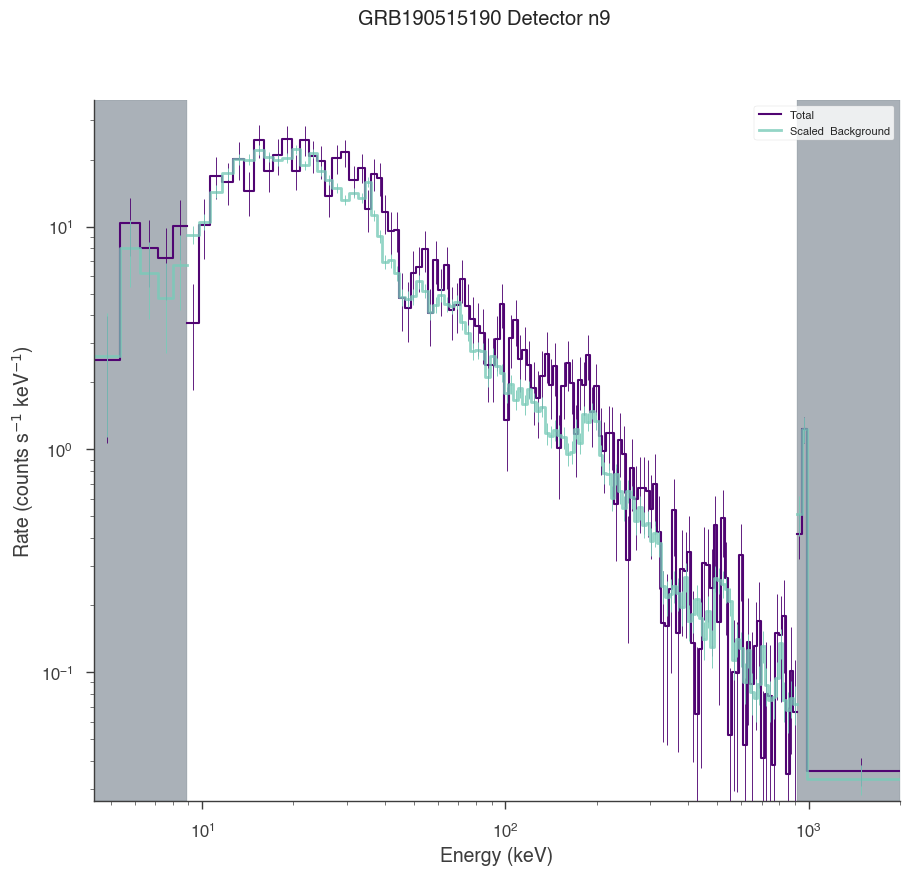 GRB190515190 Detector n9
Total
Scaled  Background
10¹
10⁰
10⁻¹
Rate (counts s⁻¹ keV⁻¹)
10¹
10²
10³
Energy (keV)